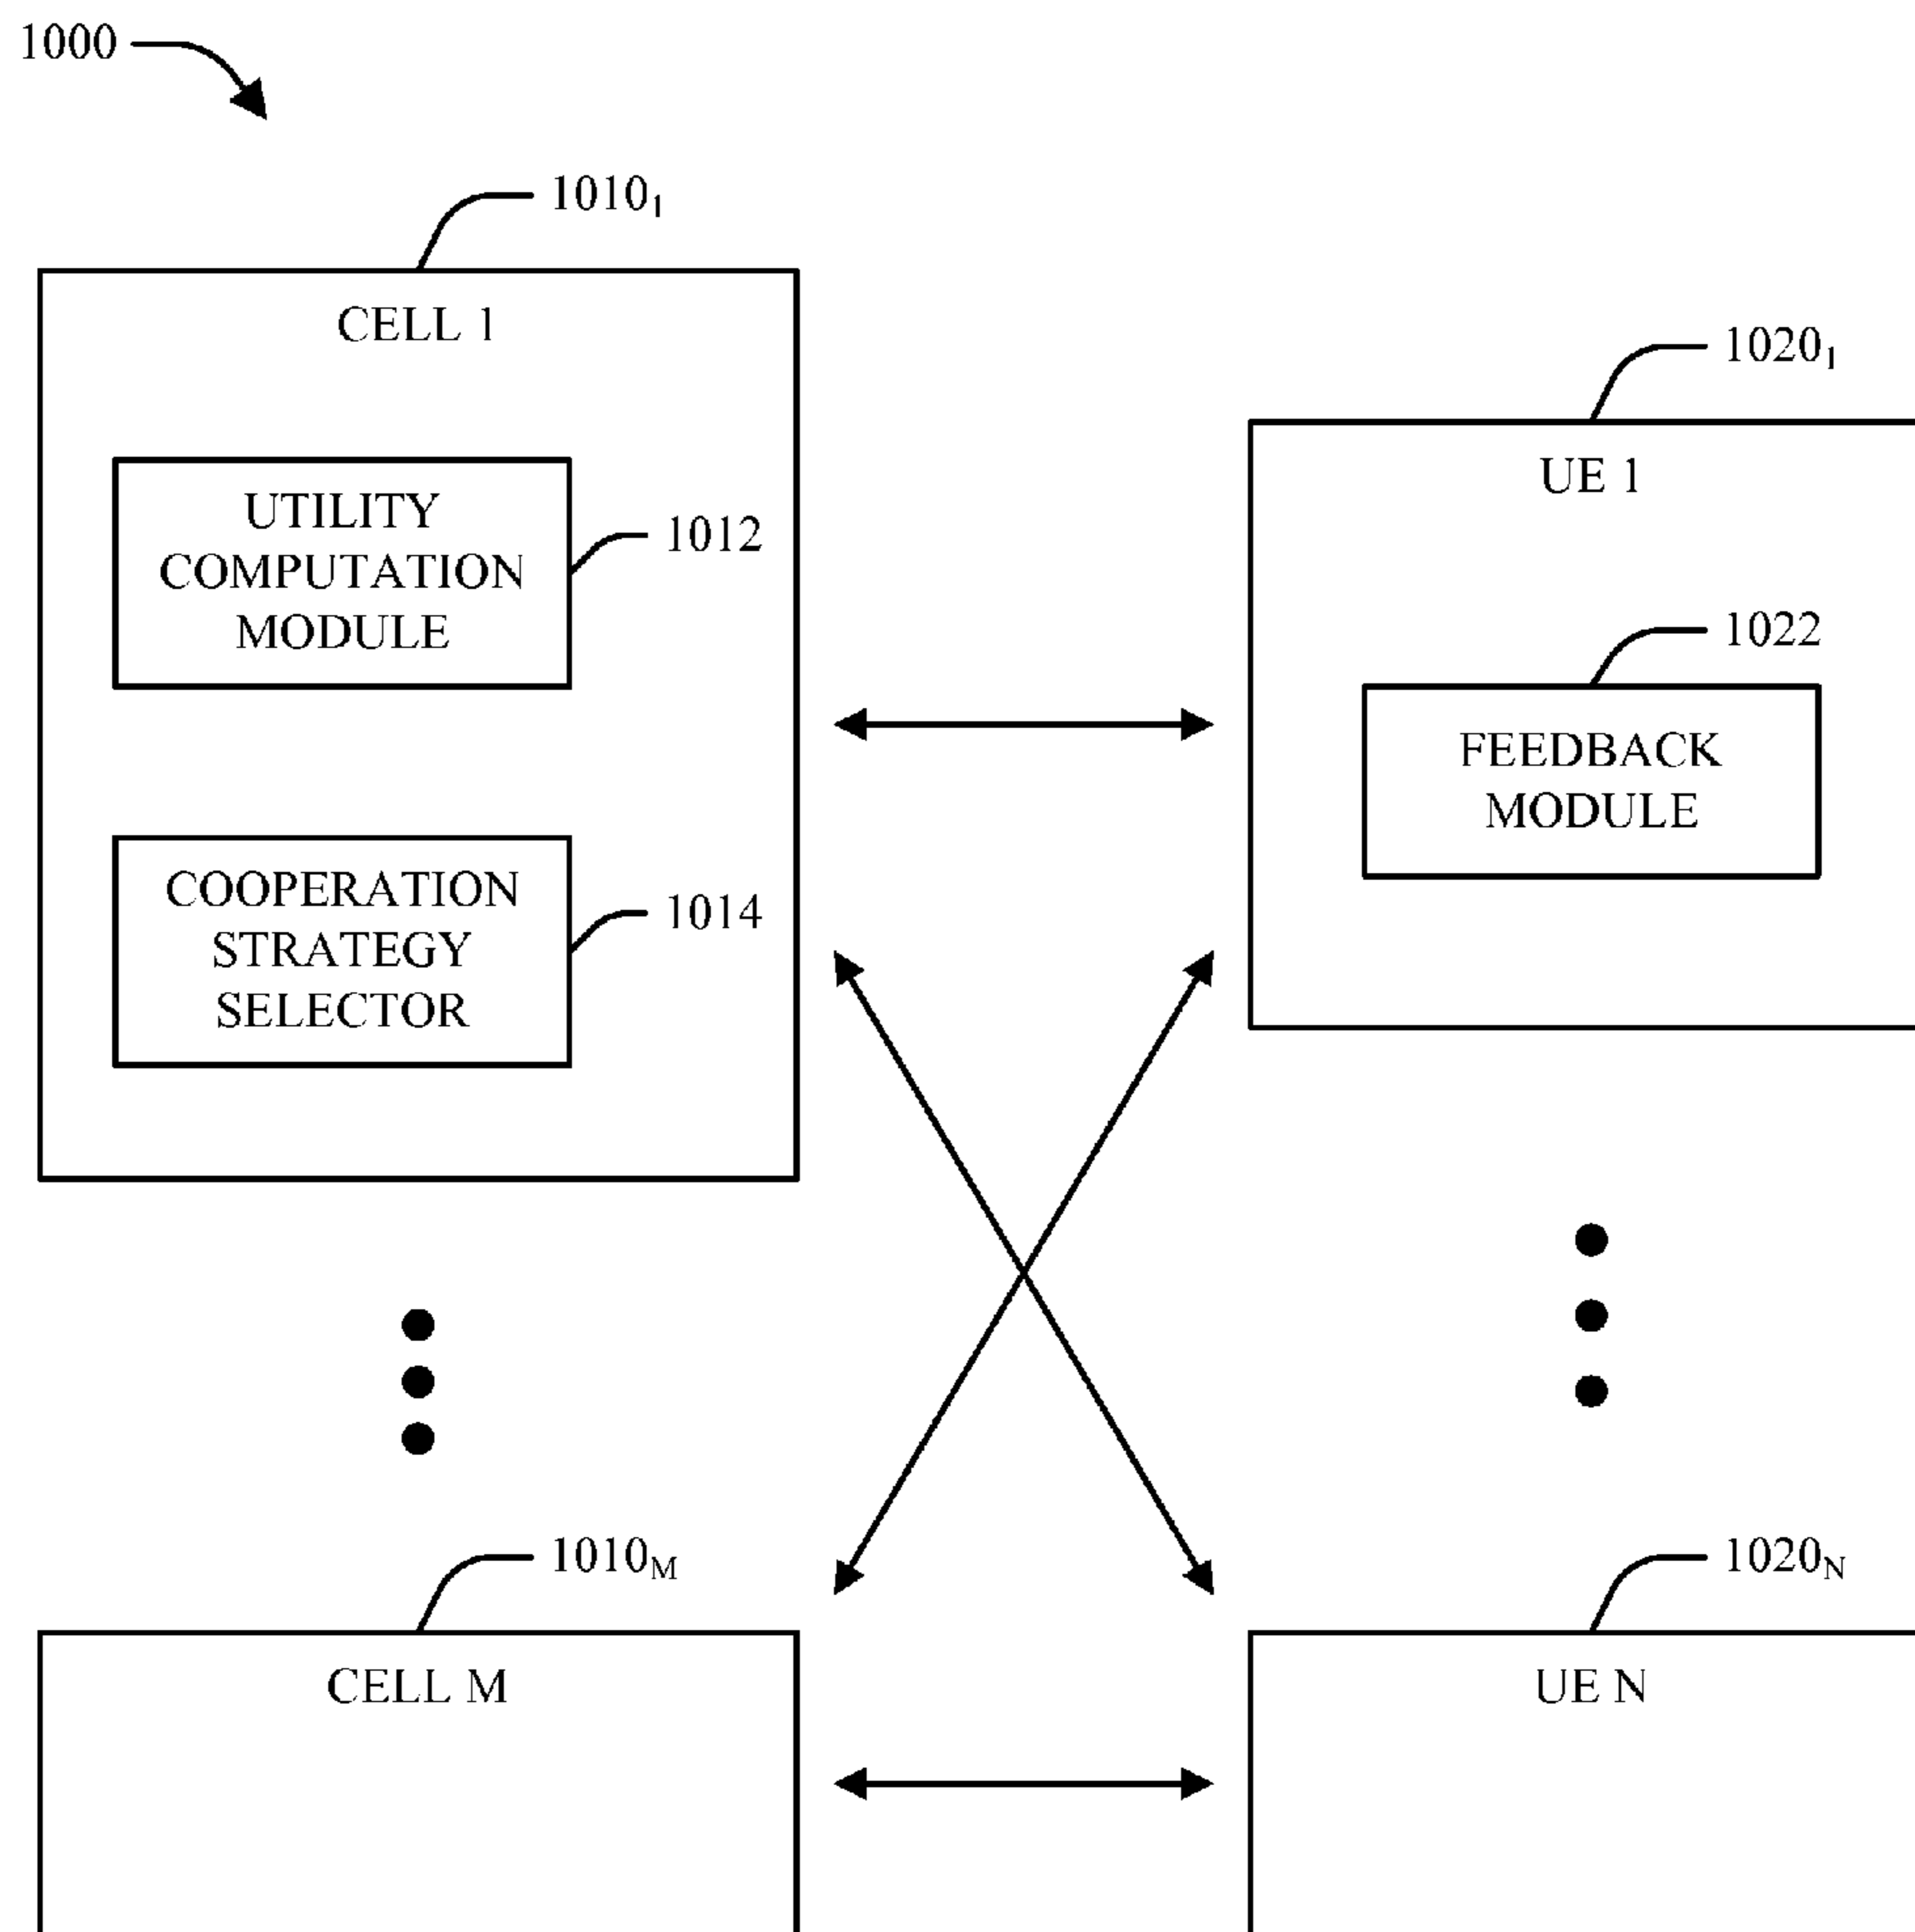 1000
1010₁
CELL 1
1020₁
UE 1
UTILITY
COMPUTATION
MODULE
1012
1022
FEEDBACK
MODULE
COOPERATION
STRATEGY
SELECTOR
1014
1010M
CELL M
1020N
UE N